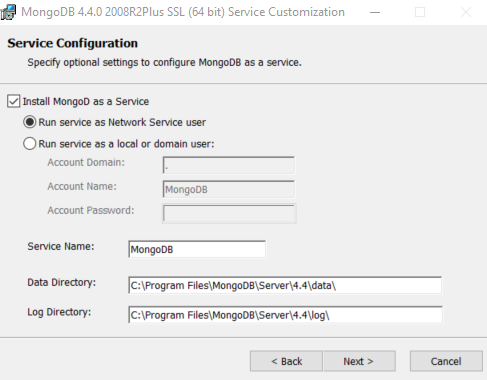 MongoDB 4.4.0 2008R2Plus SSL (64 bit) Service Customization
Service Configuration
Specify optional settings to configure MongoDB as a service.
Install MongoD as a Service
Run service as Network Service user
Run service as a local or domain user:
Account Domain: .
Account Name: MongoDB
Account Password:
Service Name: MongoDB
Data Directory: C:\Program Files\MongoDB\Server\4.4\data\
Log Directory: C:\Program Files\MongoDB\Server\4.4\log\
< Back Next > Cancel